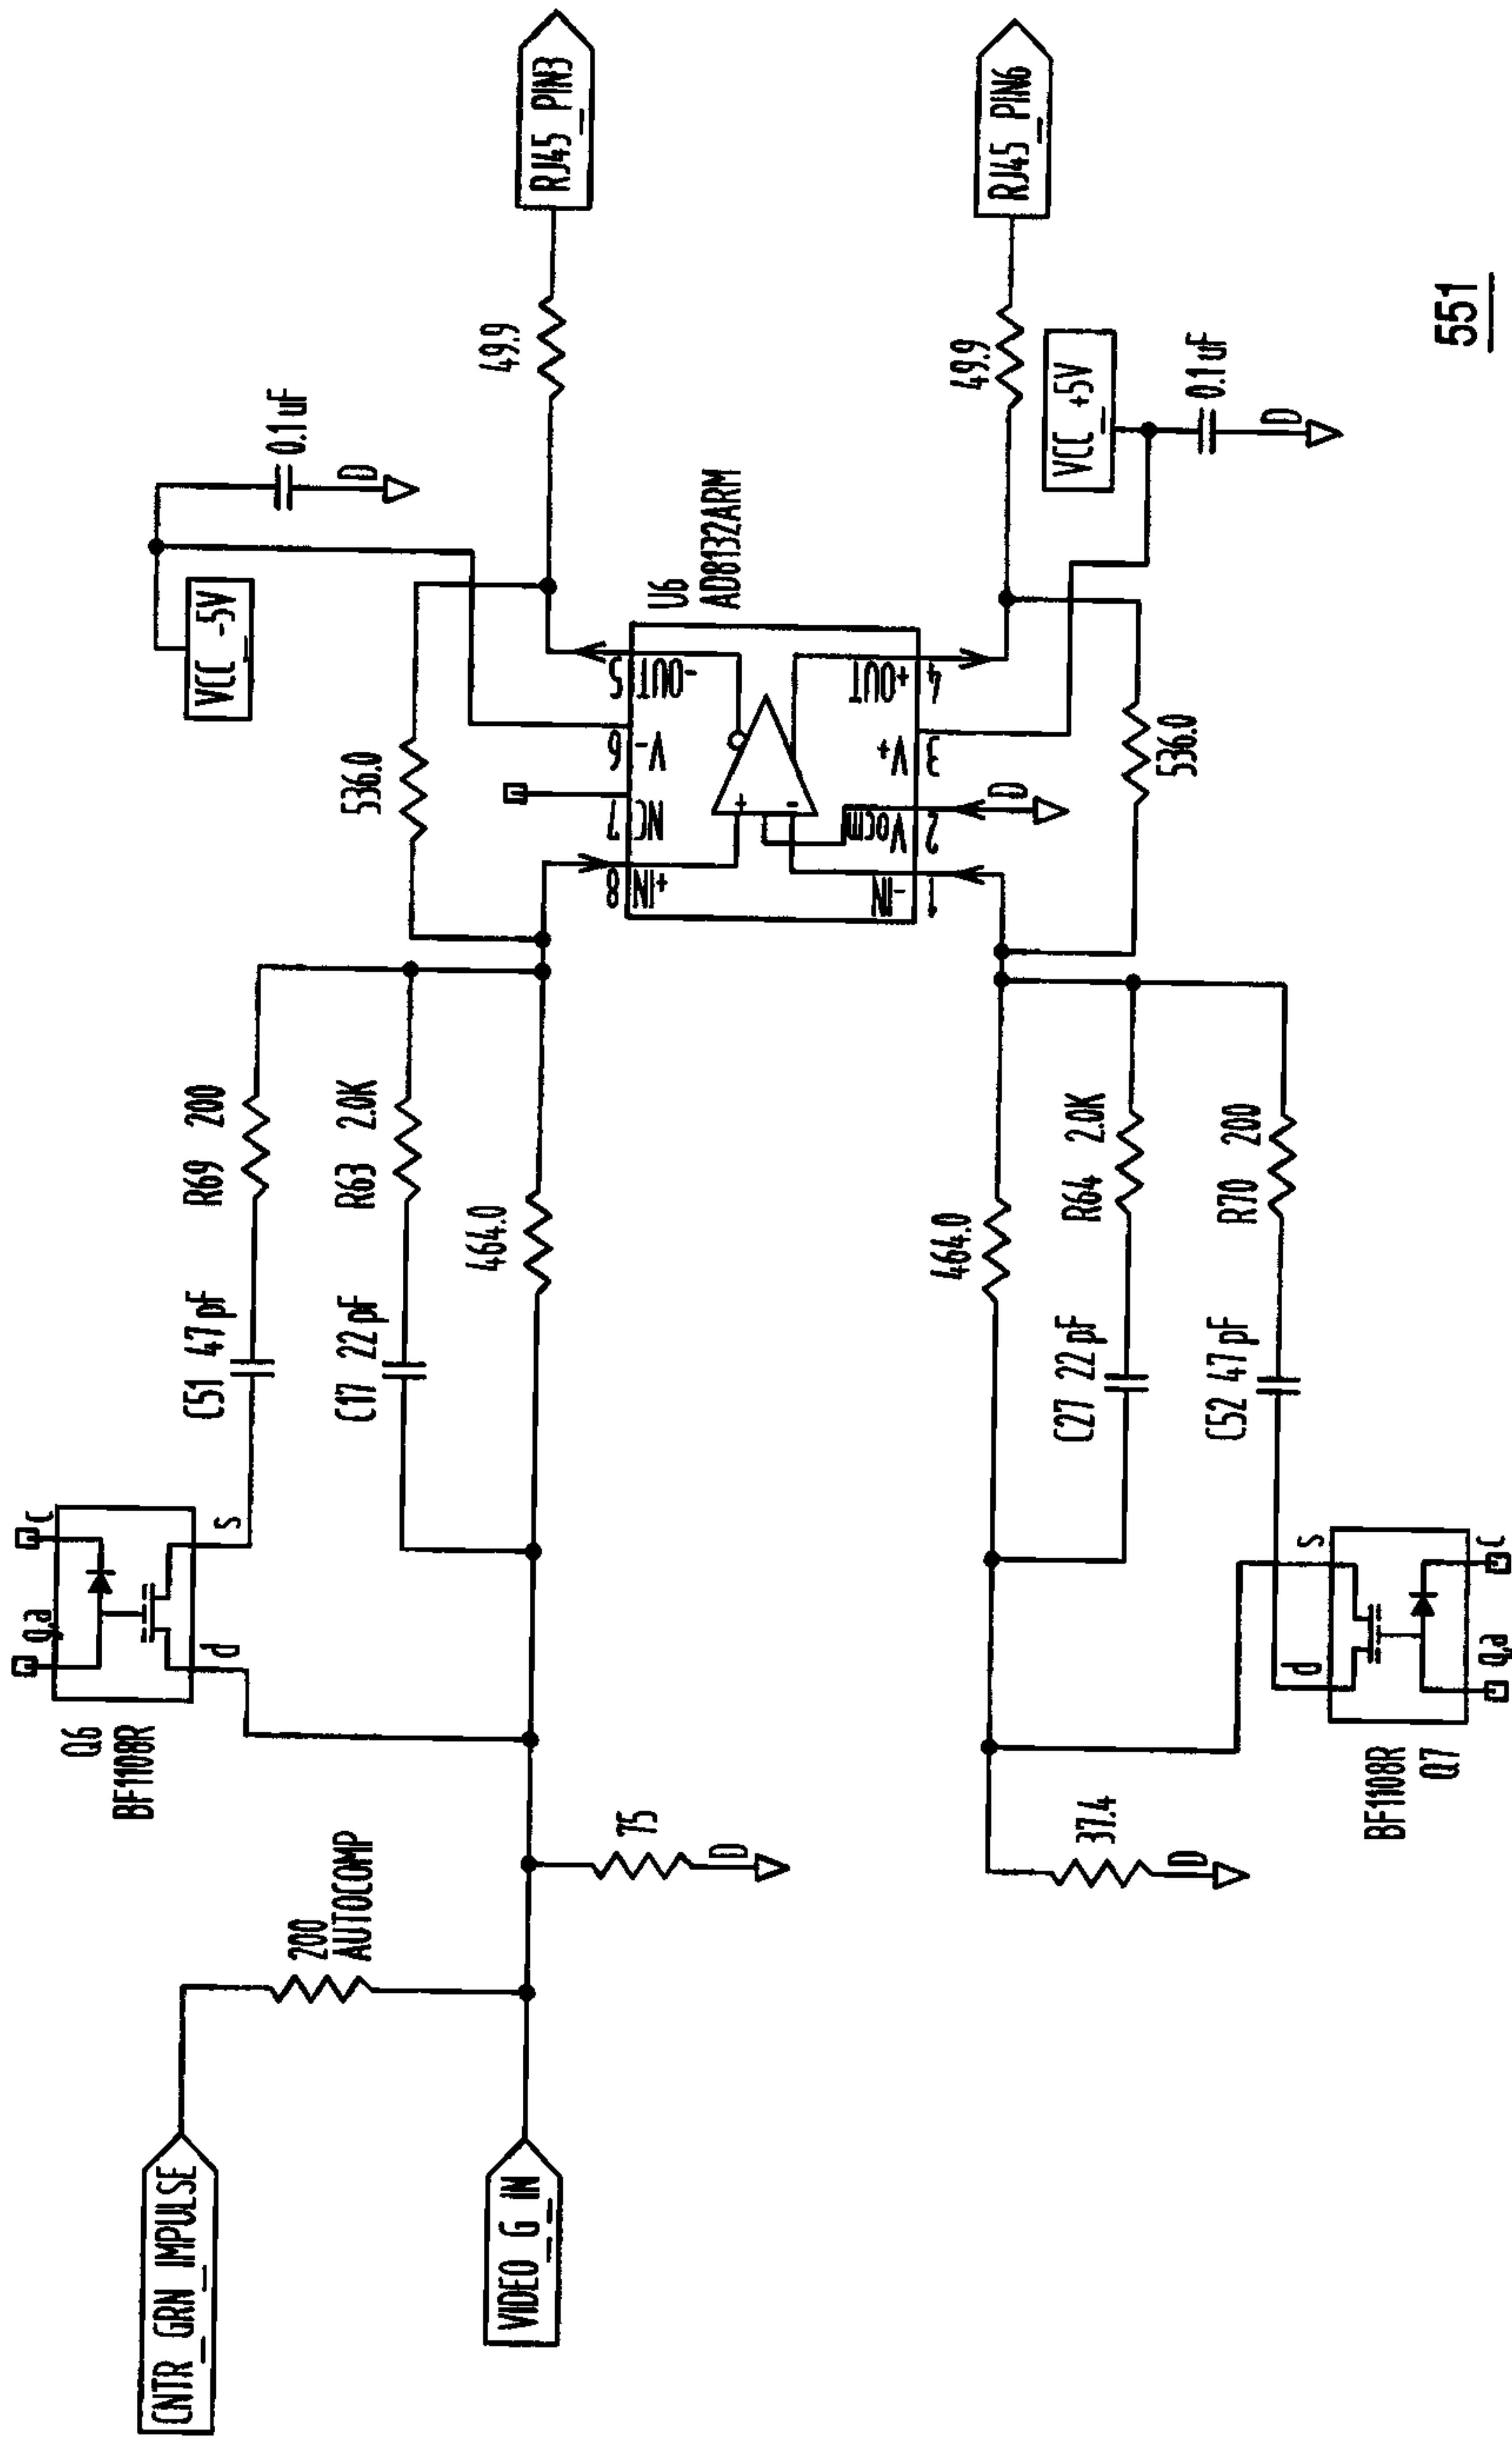 CNTR_GRN_IMPULSE
200
AUTOCOMP
VIDEO_G_IN
75
D
37.4
D
Q6
BF1108R
g,a
c
d
s
C51 47pF
R69 200
C17 22pF
R63 2.0K
464.0
464.0
C27 22pF
R64 2.0K
C52 47pF
R70 200
BF1108R
Q7
d
s
g,a
c
536.0
VCC_-5V
0.1uF
D
U6
AD8132ARM
8
+IN
7
NC
6
V-
5
-OUT
+
-
1
-IN
2
Vocm
3
V+
4
+OUT
D
536.0
49.9
RJ45_PIN3
49.9
RJ45_PIN6
VCC_+5V
0.1uF
D
551